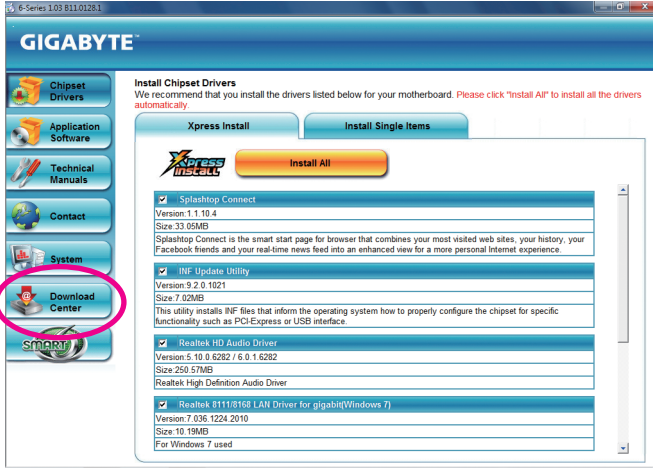 6-Series 1.03 B11.0128.1
GIGABYTE™
Chipset
Drivers
Application
Software
Technical
Manuals
Contact
System
Download
Center
SMART
Install Chipset Drivers
We recommend that you install the drivers listed below for your motherboard. Please click "Install All" to install all the drivers
automatically.
Xpress Install
Install Single Items
Xpress
Install
Install All
Splashtop Connect
Version:1.1.10.4
Size:33.05MB
Splashtop Connect is the smart start page for browser that combines your most visited web sites, your history, your
Facebook friends and your real-time news feed into an enhanced view for a more personal Internet experience.
INF Update Utility
Version:9.2.0.1021
Size:7.02MB
This utility installs INF files that inform the operating system how to properly configure the chipset for specific
functionality such as PCI-Express or USB interface.
Realtek HD Audio Driver
Version:5.10.0.6282 / 6.0.1.6282
Size:250.57MB
Realtek High Definition Audio Driver
Realtek 8111/8168 LAN Driver for gigabit(Windows 7)
Version:7.036.1224.2010
Size:10.19MB
For Windows 7 used